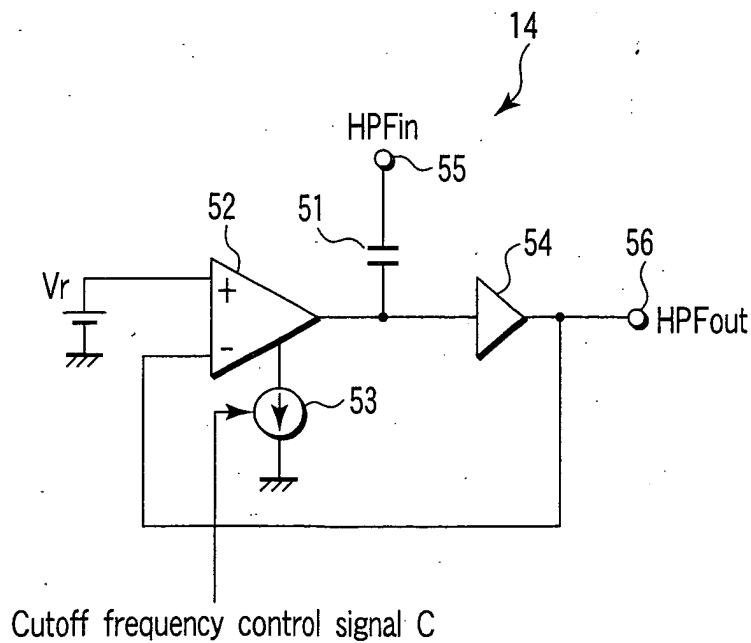 14
HPFin
55
52
51
54
56
Vr
+
-
HPFout
53
Cutoff frequency control signal C